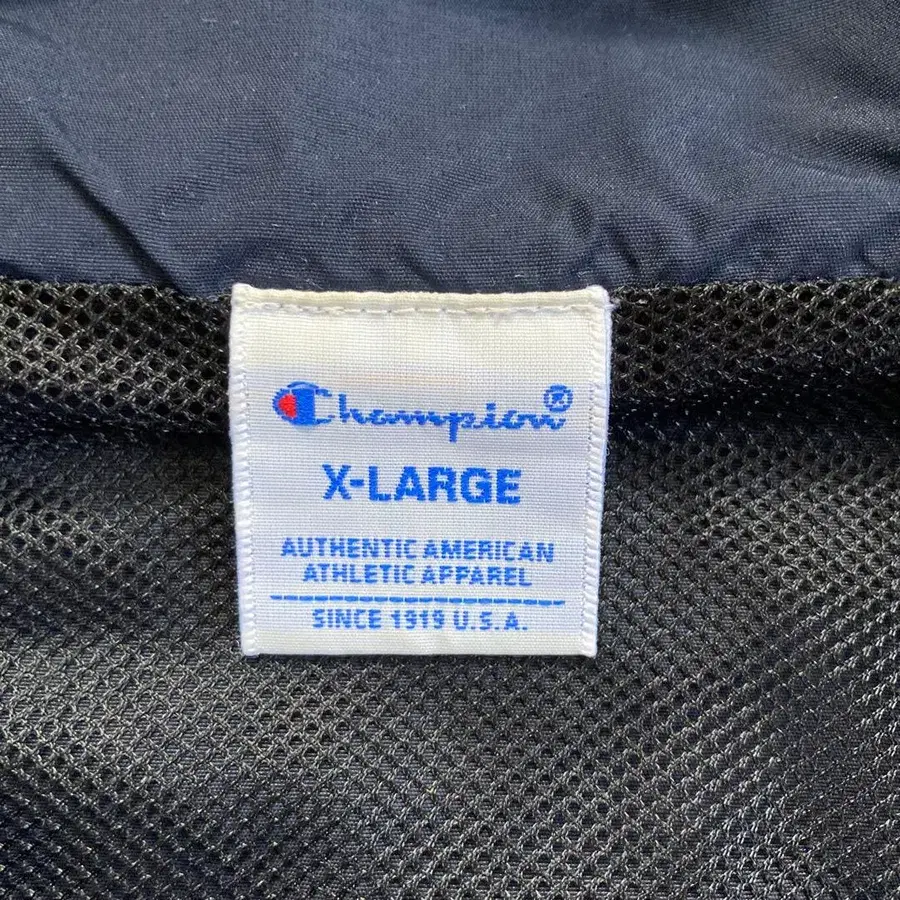 Champion®
X-LARGE
AUTHENTIC AMERICAN
ATHLETIC APPAREL
SINCE 1919 U.S.A.